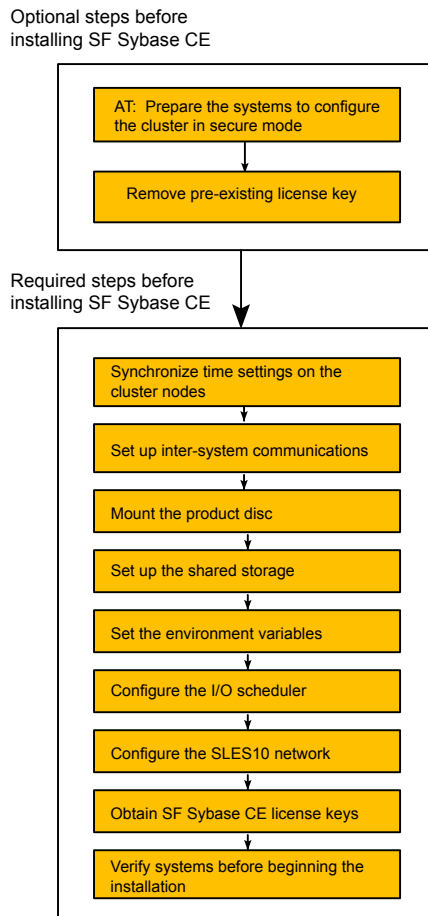 Optional steps before
installing SF Sybase CE
AT: Prepare the systems to configure
the cluster in secure mode
Remove pre-existing license key
Required steps before
installing SF Sybase CE
Synchronize time settings on the
cluster nodes
Set up inter-system communications
Mount the product disc
Set up the shared storage
Set the environment variables
Configure the I/O scheduler
Configure the SLES10 network
Obtain SF Sybase CE license keys
Verify systems before beginning the
installation